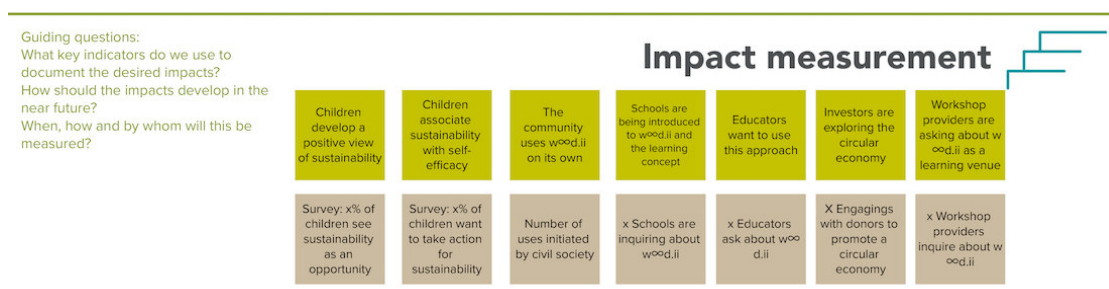 Guiding questions:
What key indicators do we use to
document the desired impacts?
How should the impacts develop in the
near future?
When, how and by whom will this be
measured?
Impact measurement
Children
develop a
positive view
of sustainability
Children
associate
sustainability
with self-
efficacy
The
community
uses w∞d.ii
on its own
Schools are
being introduced
to w∞d.ii and
the learning
concept
Educators
want to use
this approach
Investors are
exploring the
circular
economy
Workshop
providers are
asking about w
∞d.ii as a
learning venue
Survey: x% of
children see
sustainability
as an
opportunity
Survey: x% of
children want
to take action
for
sustainability
Number of
uses initiated
by civil society
x Schools are
inquiring about
w∞d.ii
x Educators
ask about w∞
d.ii
X Engagings
with donors to
promote a
circular
economy
x Workshop
providers
inquire about w
∞d.ii